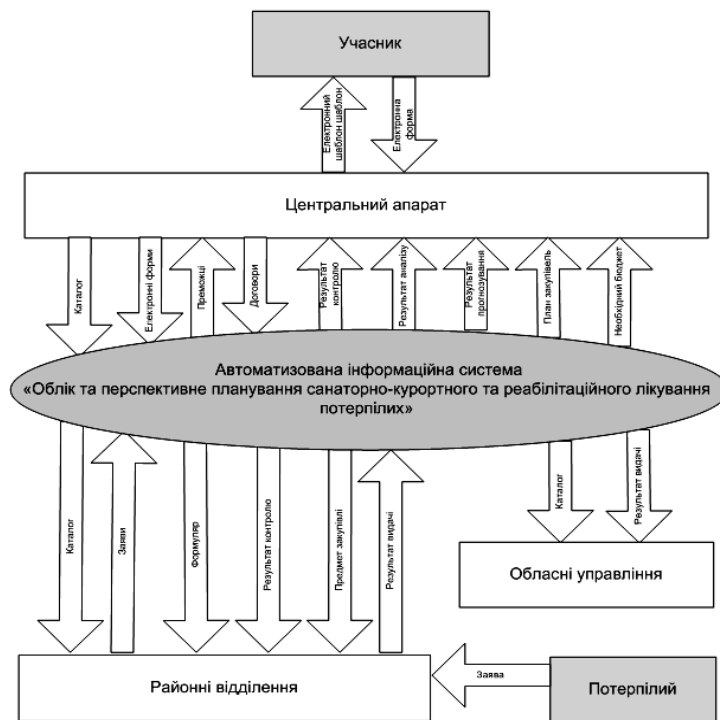 Учасник
Електронний
шаблон шаблон
Електронна
форма
Центральний апарат
Каталог
Електронні форми
Преможці
Договори
Результат
контролю
Результат аналізу
Результат
прогнозування
План закупівель
Необхідний бюджет
Автоматизована інформаційна система
«Облік та перспективне планування санаторно-курортного та реабілітаційного лікування
потерпілих»
Каталог
Заяви
Формуляр
Результат контролю
Предмет закупівлі
Результат видачі
Каталог
Результат видачі
Обласні управління
Районні відділення
Заява
Потерпілий